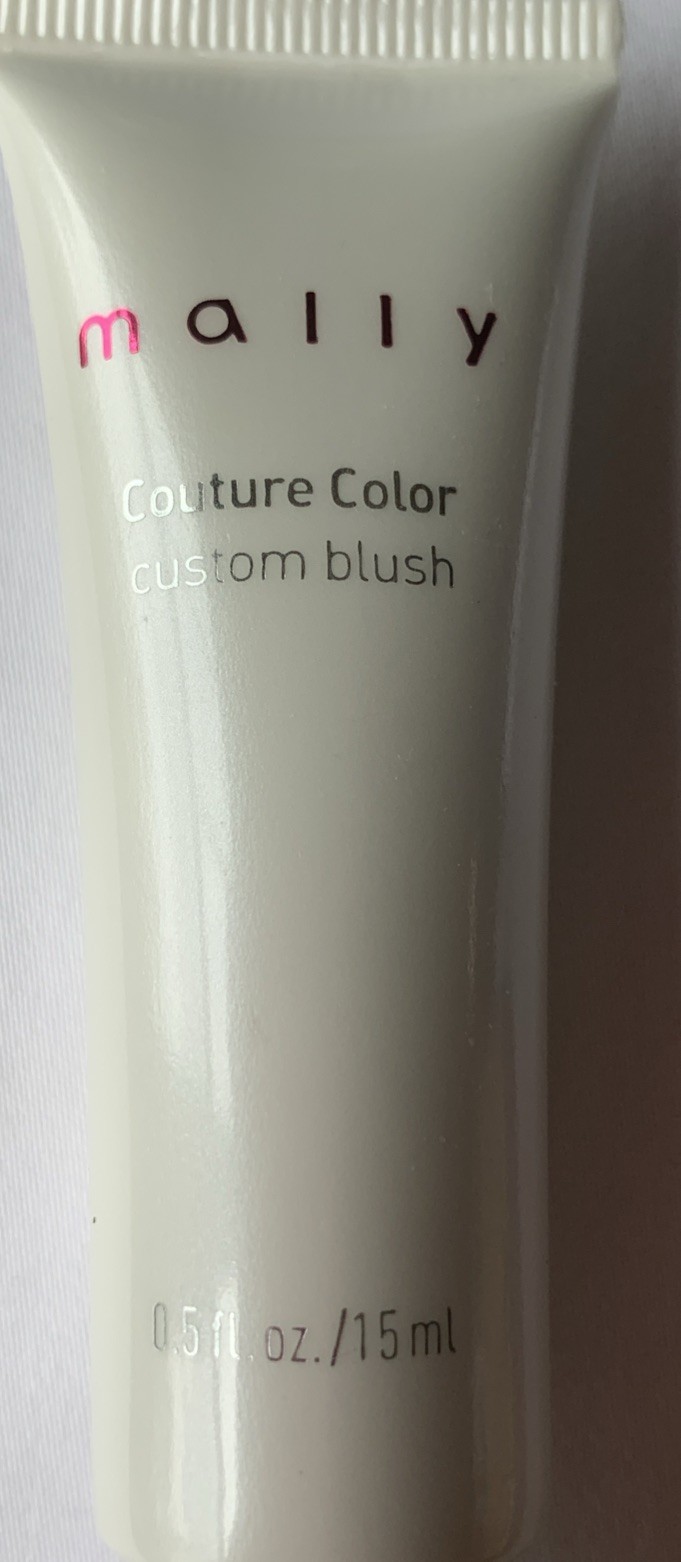 mally
Couture Color
custom blush
0.5 fl. oz./15 ml